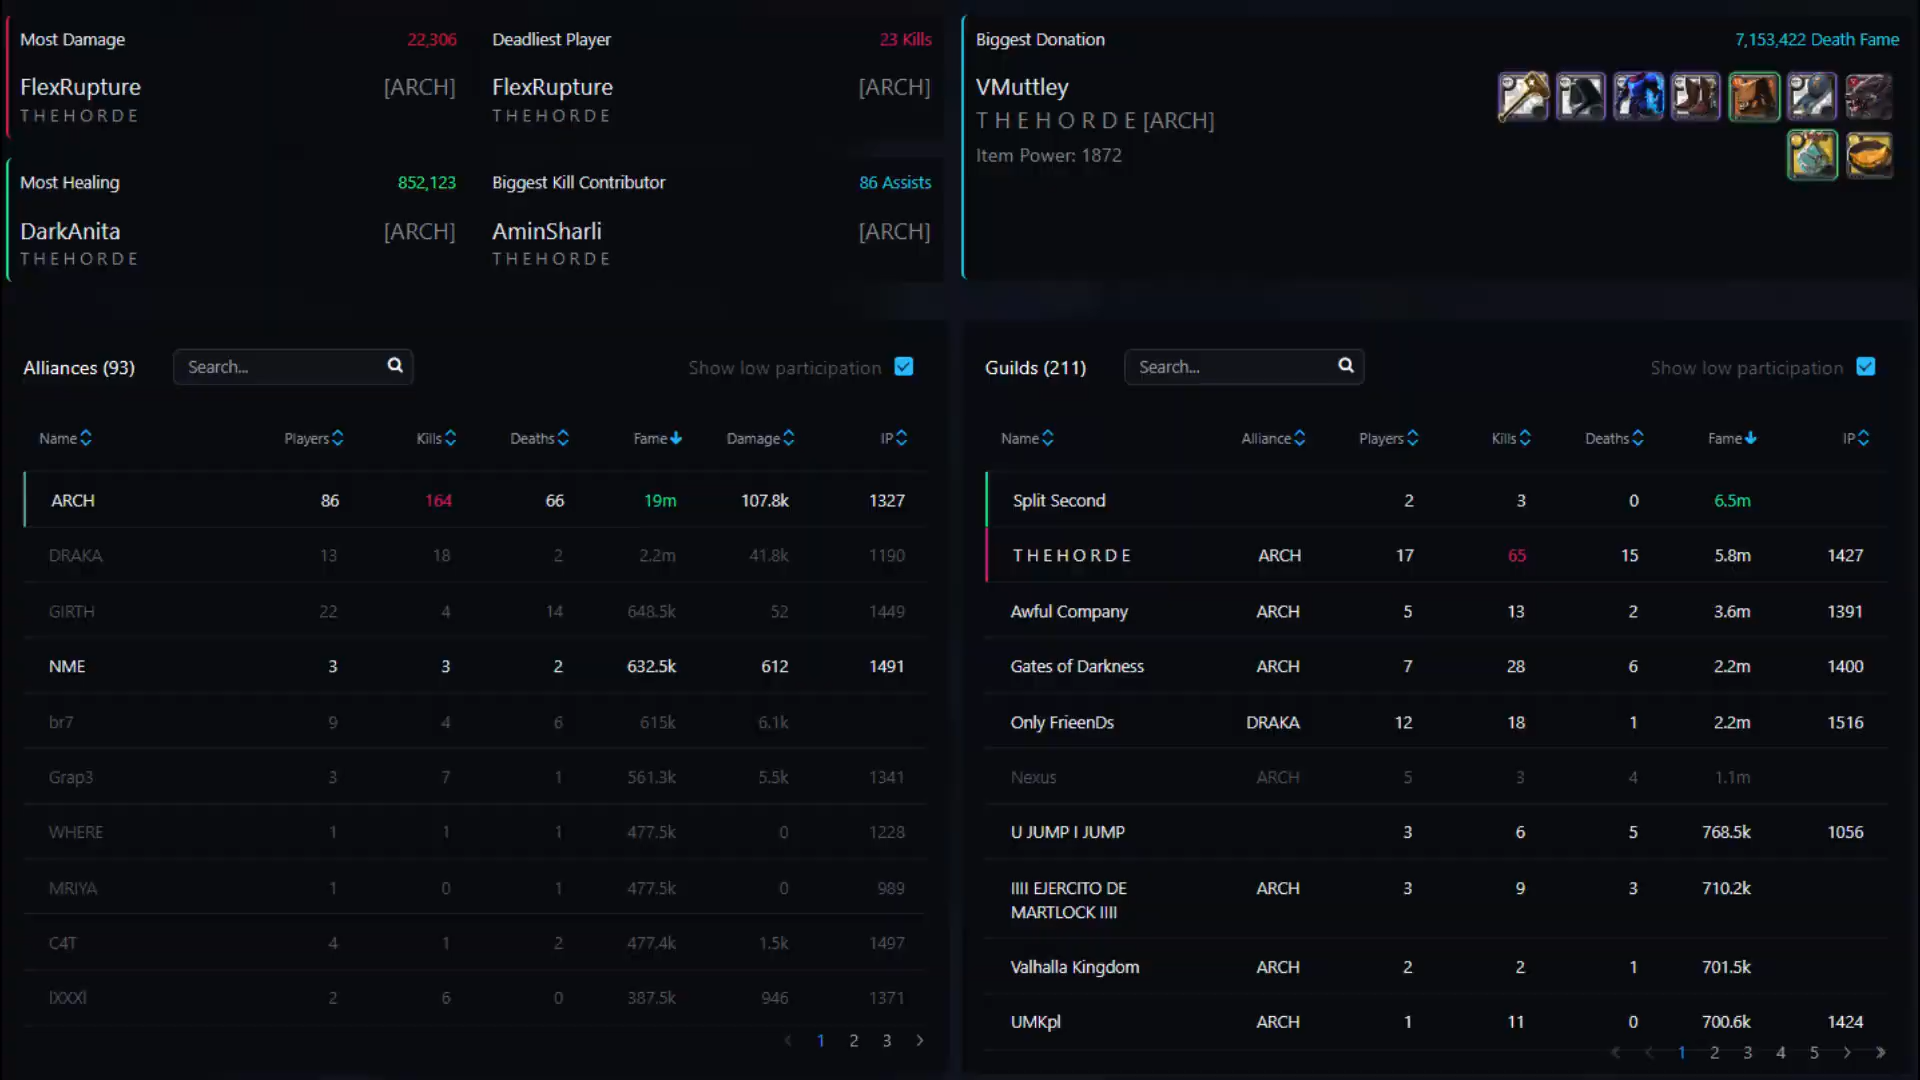 Most Damage 22,306 Deadliest Player 23 Kills
FlexRupture [ARCH] FlexRupture [ARCH]
T H E H O R D E T H E H O R D E
Most Healing 852,123 Biggest Kill Contributor 86 Assists
DarkAnita [ARCH] AminSharli [ARCH]
T H E H O R D E T H E H O R D E
Biggest Donation 7,153,422 Death Fame
VMuttley
T H E H O R D E [ARCH]
Item Power: 1872
Alliances (93) Search... Show low participation
Name Players Kills Deaths Fame Damage IP
ARCH 86 164 66 19m 107.8k 1327
DRAKA 13 18 2 2.2m 41.8k 1190
GIRTH 22 4 14 648.5k 52 1449
NME 3 3 2 632.5k 612 1491
br7 9 4 6 615k 6.1k
Grap3 3 7 1 561.3k 5.5k 1341
WHERE 1 1 1 477.5k 0 1228
MRIYA 1 0 1 477.5k 0 989
C4T 4 1 2 477.4k 1.5k 1497
2 6 0 387.5k 946 1371
1 2 3
Guilds (211) Search... Show low participation
Name Alliance Players Kills Deaths Fame IP
Split Second 2 3 0 6.5m
T H E H O R D E ARCH 17 65 15 5.8m 1427
Awful Company ARCH 5 13 2 3.6m 1391
Gates of Darkness ARCH 7 28 6 2.2m 1400
Only FrieenDs DRAKA 12 18 1 2.2m 1516
Nexus ARCH 5 3 4 1.1m
U JUMP I JUMP 3 6 5 768.5k 1056
IIII EJERCITO DE ARCH 3 9 3 710.2k
MARTLOCK IIII
Valhalla Kingdom ARCH 2 2 1 701.5k
UMKpl ARCH 1 11 0 700.6k 1424
1 2 3 4 5